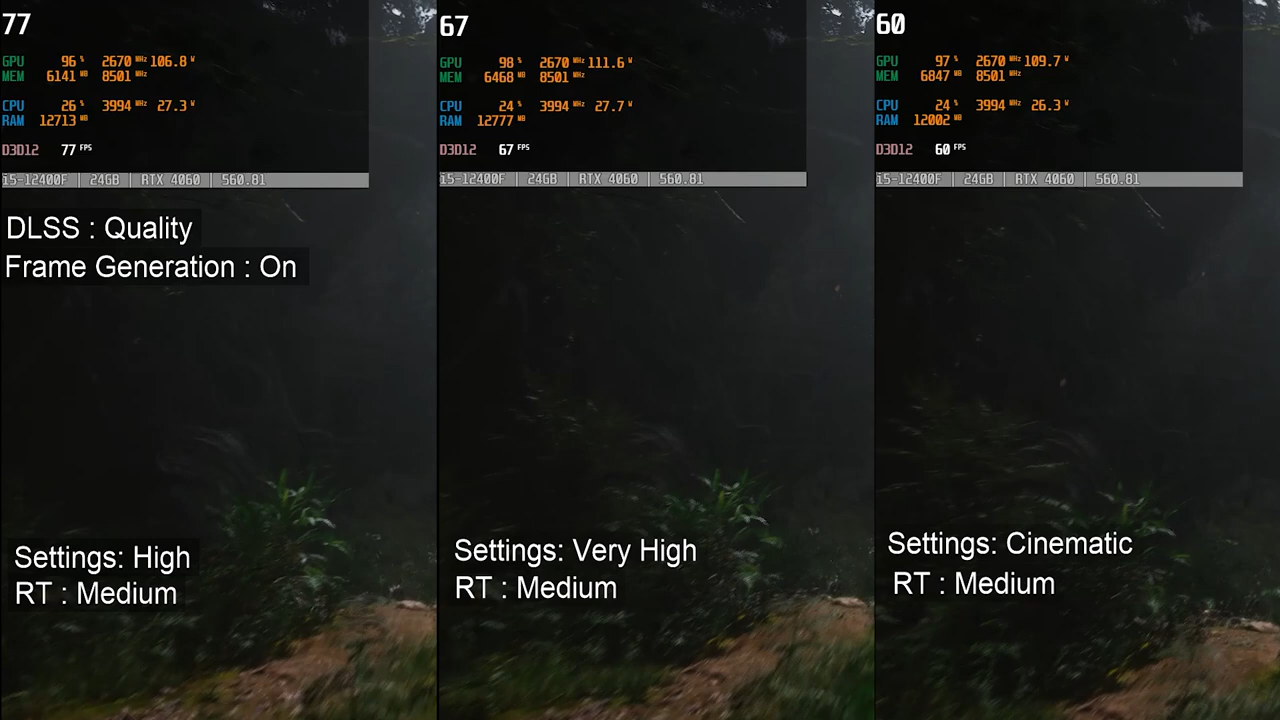 77
GPU 96 % 2670 MHz 106.8 W
MEM 6141 MB 8501 MHz
CPU 26 % 3994 MHz 27.3 W
RAM 12713 MB
D3D12 77 FPS
i5-12400F | 24GB | RTX 4060 | 560.81
DLSS : Quality
Frame Generation : On
Settings: High
RT : Medium
67
GPU 98 % 2670 MHz 111.6 W
MEM 6468 MB 8501 MHz
CPU 24 % 3994 MHz 27.7 W
RAM 12777 MB
D3D12 67 FPS
i5-12400F | 24GB | RTX 4060 | 560.81
Settings: Very High
RT : Medium
60
GPU 97 % 2670 MHz 109.7 W
MEM 6847 MB 8501 MHz
CPU 24 % 3994 MHz 26.3 W
RAM 12002 MB
D3D12 60 FPS
i5-12400F | 24GB | RTX 4060 | 560.81
Settings: Cinematic
RT : Medium